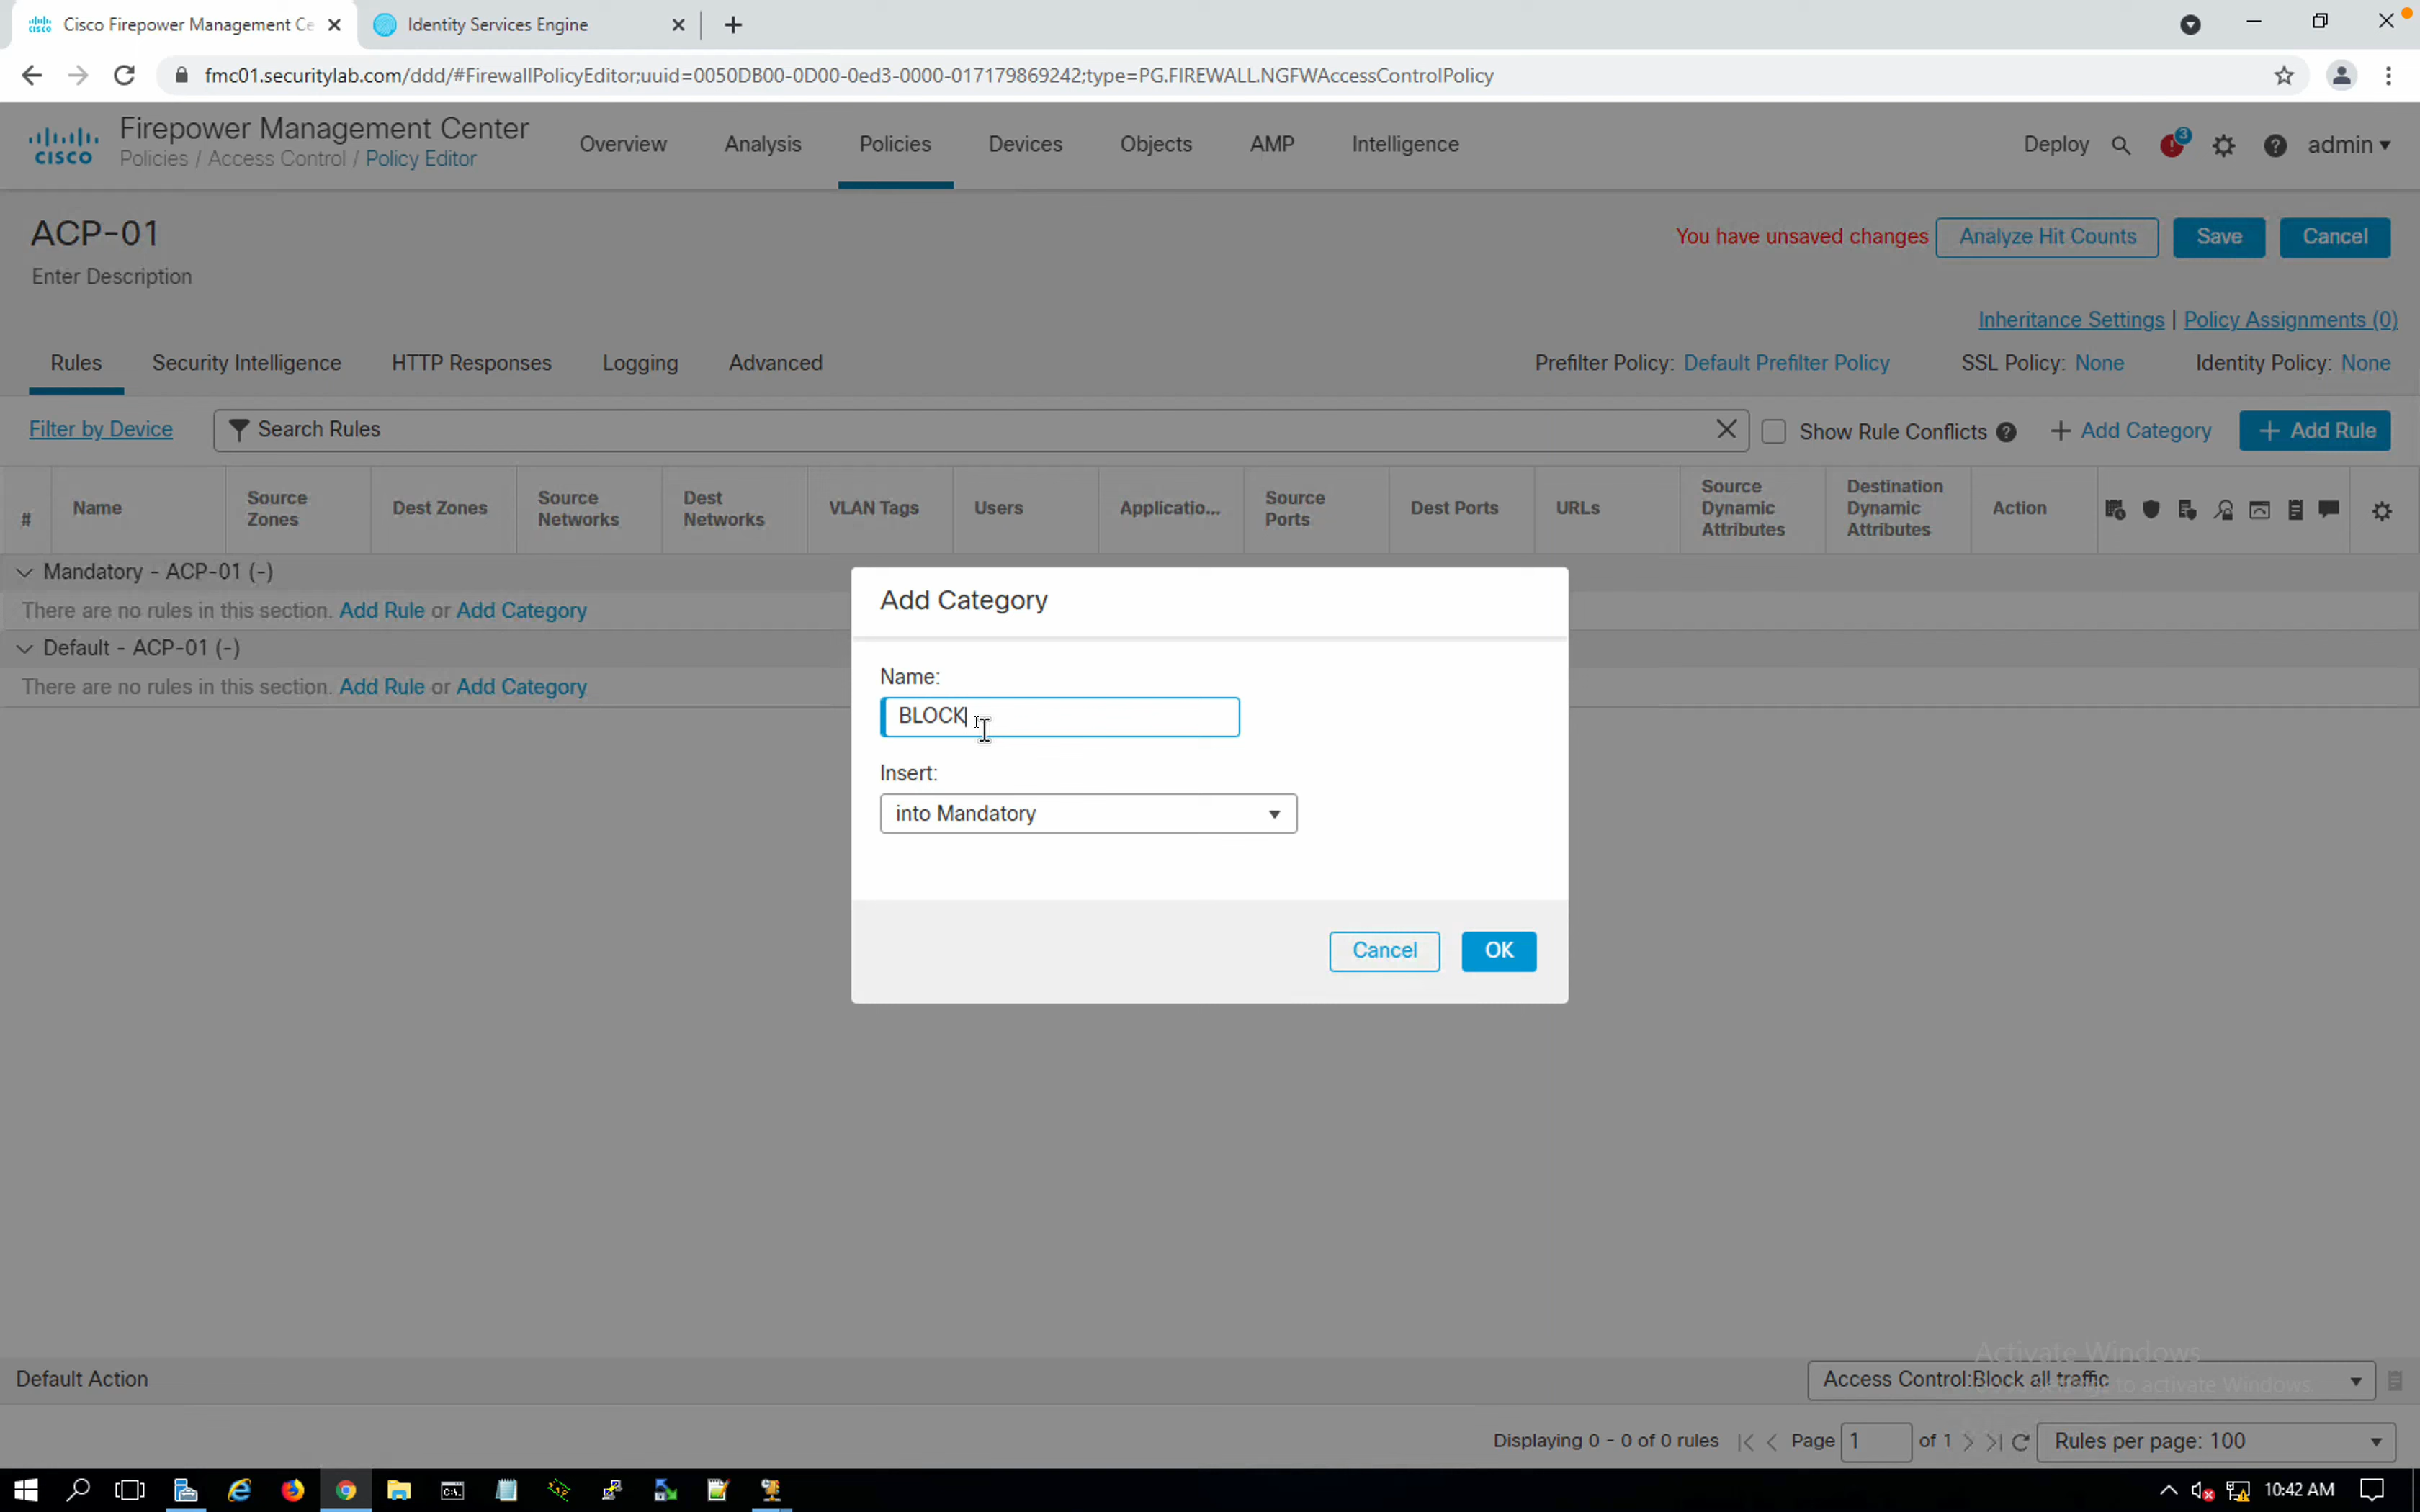 Cisco Firepower Management Ce
Identity Services Engine
fmc01.securitylab.com/ddd/#FirewallPolicyEditor;uuid=0050DB00-0D00-0ed3-0000-017179869242;type=PG.FIREWALL.NGFWAccessControlPolicy
CISCO
Firepower Management Center
Policies / Access Control / Policy Editor
Overview
Analysis
Policies
Devices
Objects
AMP
Intelligence
Deploy
3
admin
ACP-01
Enter Description
You have unsaved changes
Analyze Hit Counts
Save
Cancel
Inheritance Settings | Policy Assignments (0)
Rules
Security Intelligence
HTTP Responses
Logging
Advanced
Prefilter Policy: Default Prefilter Policy
SSL Policy: None
Identity Policy: None
Filter by Device
Search Rules
Show Rule Conflicts
+ Add Category
+ Add Rule
#
Name
Source
Zones
Dest Zones
Source
Networks
Dest
Networks
VLAN Tags
Users
Applicatio...
Source
Ports
Dest Ports
URLs
Source
Dynamic
Attributes
Destination
Dynamic
Attributes
Action
Mandatory - ACP-01 (-)
There are no rules in this section. Add Rule or Add Category
Default - ACP-01 (-)
There are no rules in this section. Add Rule or Add Category
Add Category
Name:
BLOCK
Insert:
into Mandatory
Cancel
OK
Activate Windows
Default Action
Access Control:Block all traffic
to activate Windows.
Displaying 0 - 0 of 0 rules
Page 1 of 1
Rules per page: 100
10:42 AM